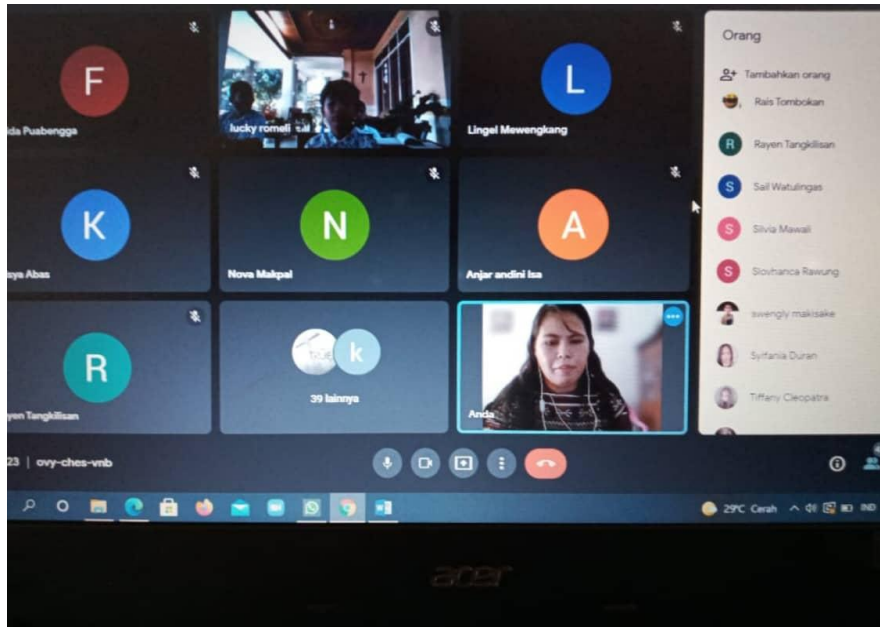 F
ida Puabengga
lucky romeli
L
Lingel Mewengkang
K
aya Abas
N
Nova Makpal
A
Anjar andini Isa
R
yen Tangkilisan
k
39 lainnya
Anda
Orang
Tambahkan orang
Rais Tombokan
R
Rayen Tangkilisan
S
Sail Watulingas
S
Silvia Mawali
S
Slovhanca Rawung
swengly makisake
Syifania Duran
Tiffany Cleopatra
23 | ovy-ches-vnb
29°C Cerah
IND
acer